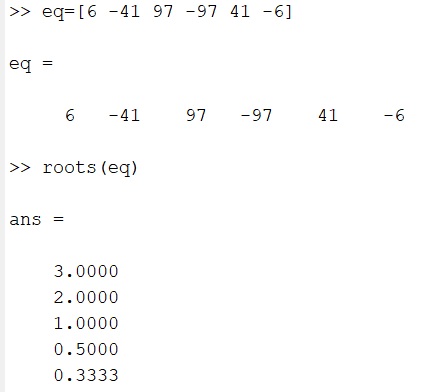 >> eq=[6 -41 97 -97 41 -6]
eq =
6 -41 97 -97 41 -6
>> roots(eq)
ans =
3.0000
2.0000
1.0000
0.5000
0.3333